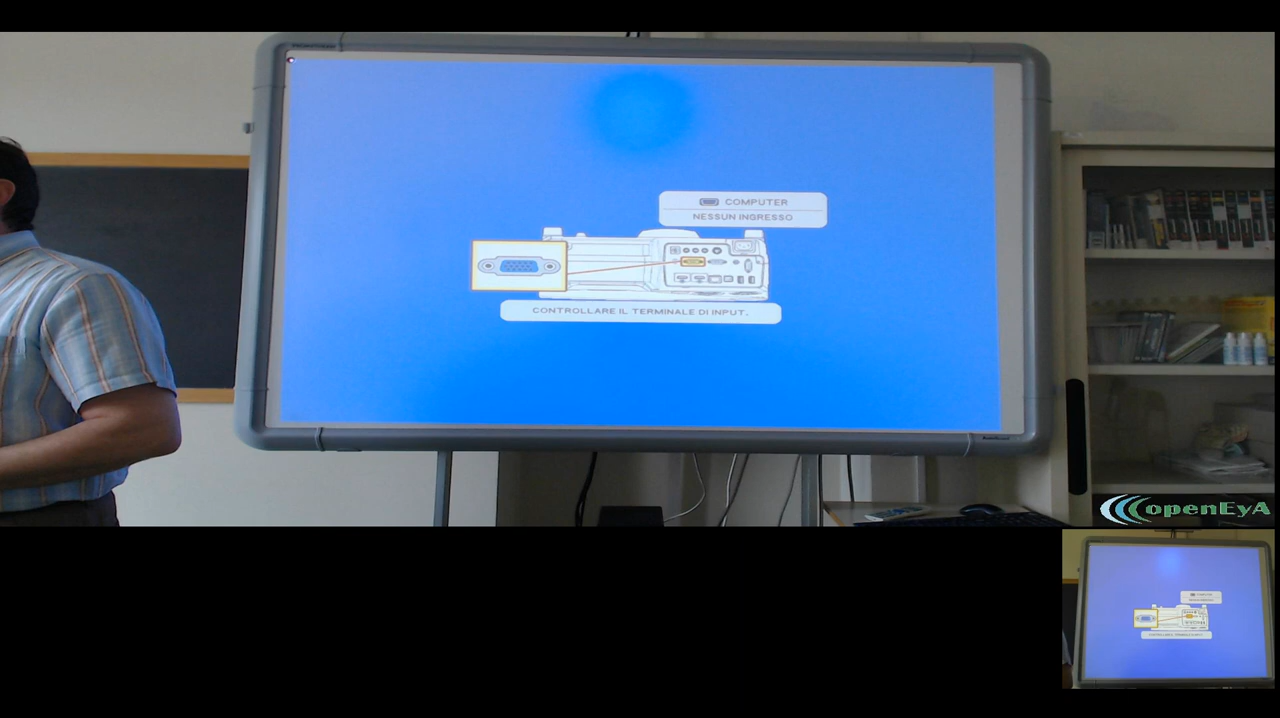 COMPUTER
NESSUN INGRESSO
CONTROLLARE IL TERMINALE DI INPUT.
openEyA